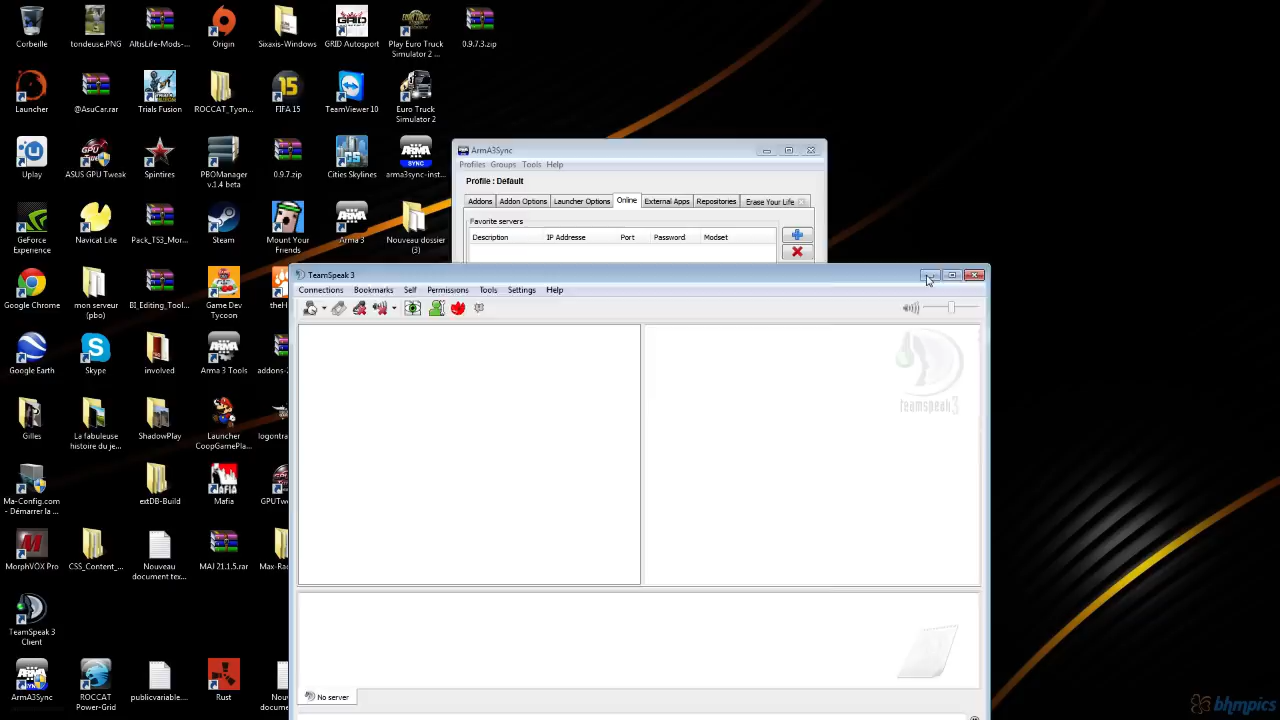 Corbeille
tondeuse.PNG
AltisLife-Mods-...
Origin
Sixaxis-Windows
GRID Autosport
Play Euro Truck
Simulator 2 ...
0.9.7.3.zip
Launcher
@AsuCar.rar
Trials Fusion
ROCCAT_Tyon...
FIFA 15
TeamViewer 10
Euro Truck
Simulator 2
Uplay
ASUS GPU Tweak
Spintires
PBOManager
v.1.4 beta
0.9.7.zip
Cities Skylines
arma3sync-inst...
GeForce
Experience
Navicat Lite
Pack_TS3_Mor...
Steam
Mount Your
Friends
Arma 3
Nouveau dossier
(3)
Google Chrome
mon serveur
(pbo)
BI_Editing_Tool...
Game Dev
Tycoon
Google Earth
Skype
involved
Arma 3 Tools
Gilles
La fabuleuse
histoire du je...
ShadowPlay
Launcher
CoopGamePla...
Ma-Config.com
- Démarrer la ...
extDB-Build
Mafia
MorphVOX Pro
CSS_Content_...
Nouveau
document tex...
MAJ 21.1.5.rar
TeamSpeak 3
Client
ArmA3Sync
ROCCAT
Power-Grid
publicvariable....
Rust
ArmA3Sync
Profiles Groups Tools Help
Profile : Default
Addons Addon Options Launcher Options Online External Apps Repositories Erase Your Life
Favorite servers
Description IP Addresse Port Password Modset
TeamSpeak 3
Connections Bookmarks Self Permissions Tools Settings Help
teamspeak3
No server
bhmpics